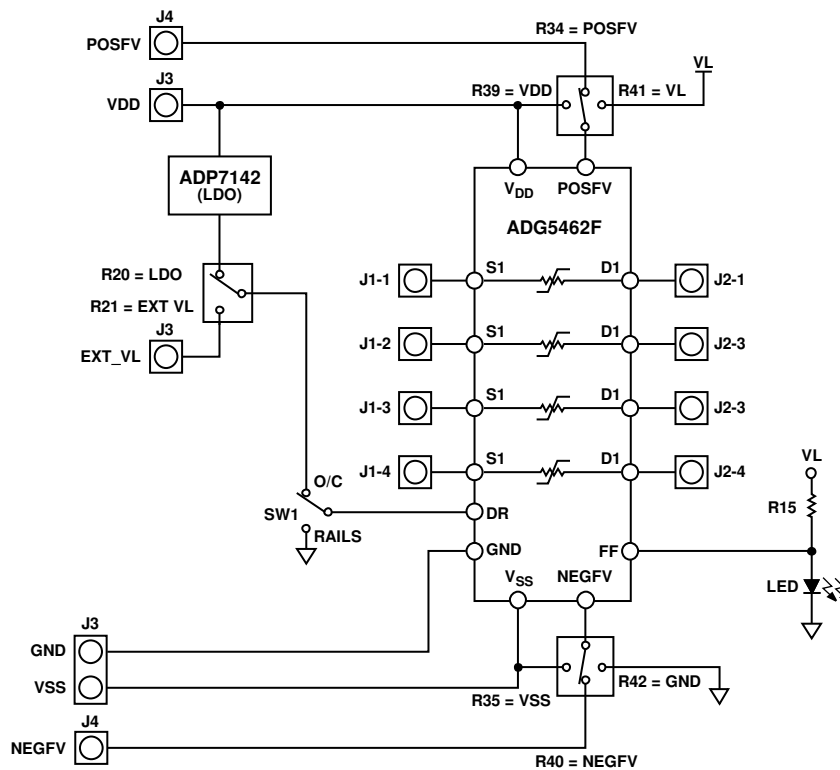 J4
POSFV
R34 = POSFV
J3
VDD
R39 = VDD
R41 = VL
VL
ADP7142
(LDO)
VDD
POSFV
ADG5462F
R20 = LDO
R21 = EXT VL
J3
EXT_VL
J1-1
S1
D1
J2-1
J1-2
S1
D1
J2-3
J1-3
S1
D1
J2-3
J1-4
S1
D1
J2-4
VL
R15
O/C
SW1
RAILS
DR
GND
FF
LED
VSS
NEGFV
J3
GND
VSS
R35 = VSS
R42 = GND
J4
NEGFV
R40 = NEGFV